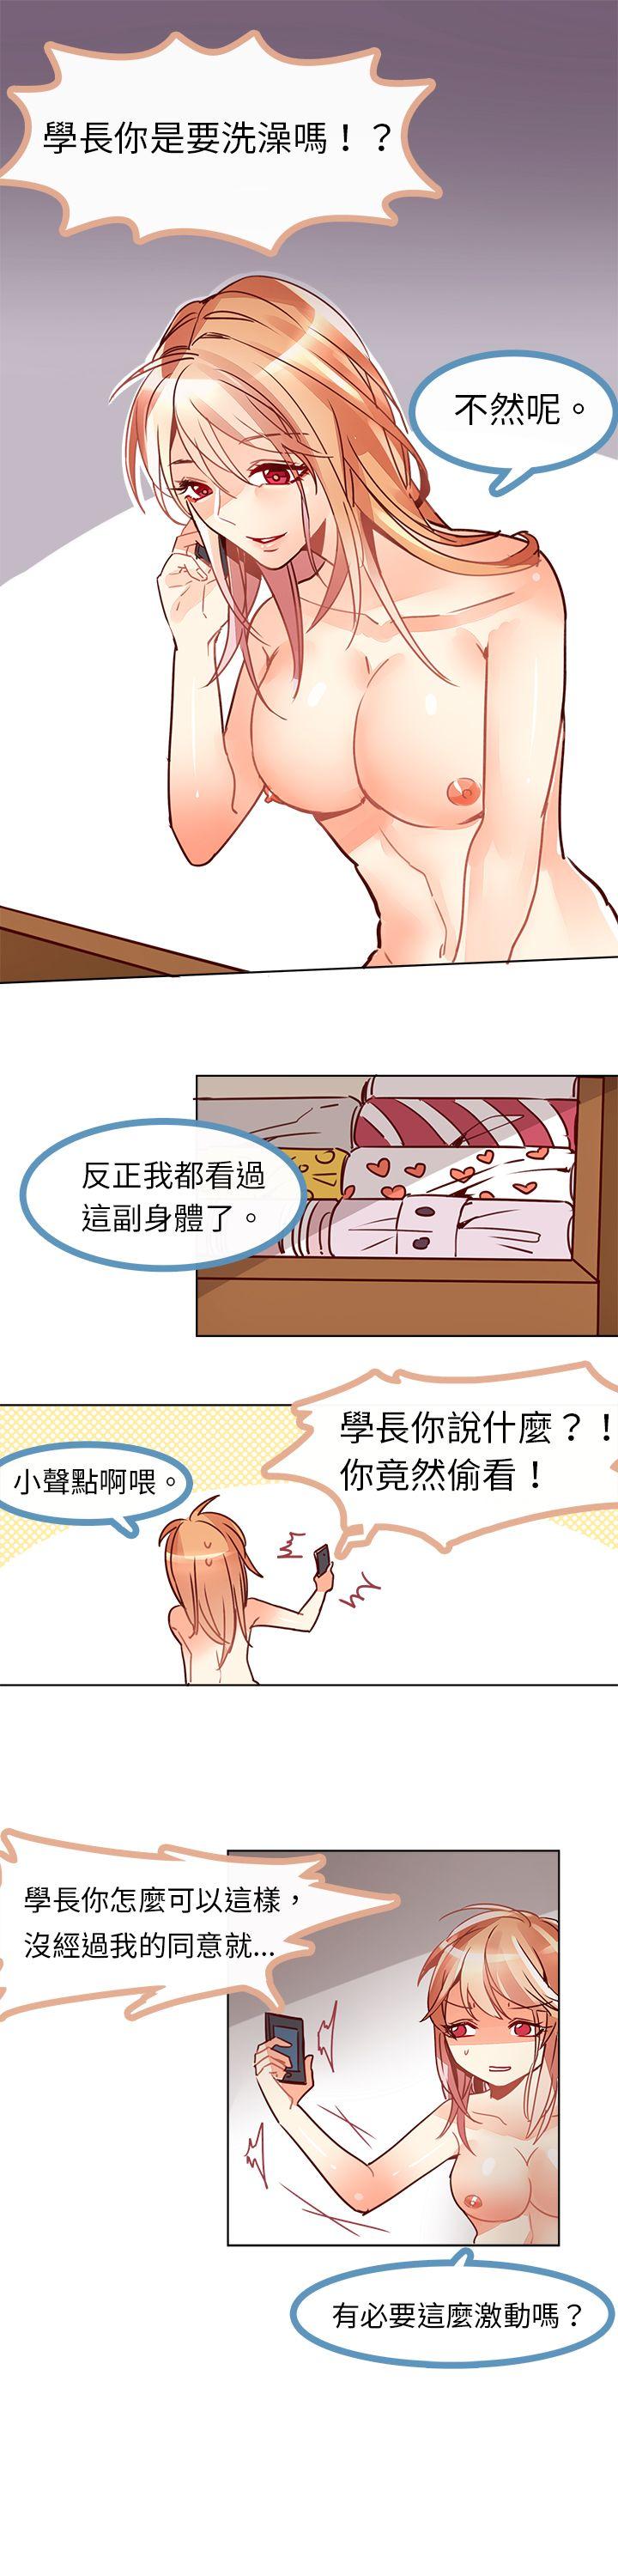 學長你是要洗澡嗎！？
不然呢。
反正我都看過
這副身體了。
學長你說什麼？！
你竟然偷看！
小聲點啊喂。
學長你怎麼可以這樣，
沒經過我的同意就...
有必要這麼激動嗎？